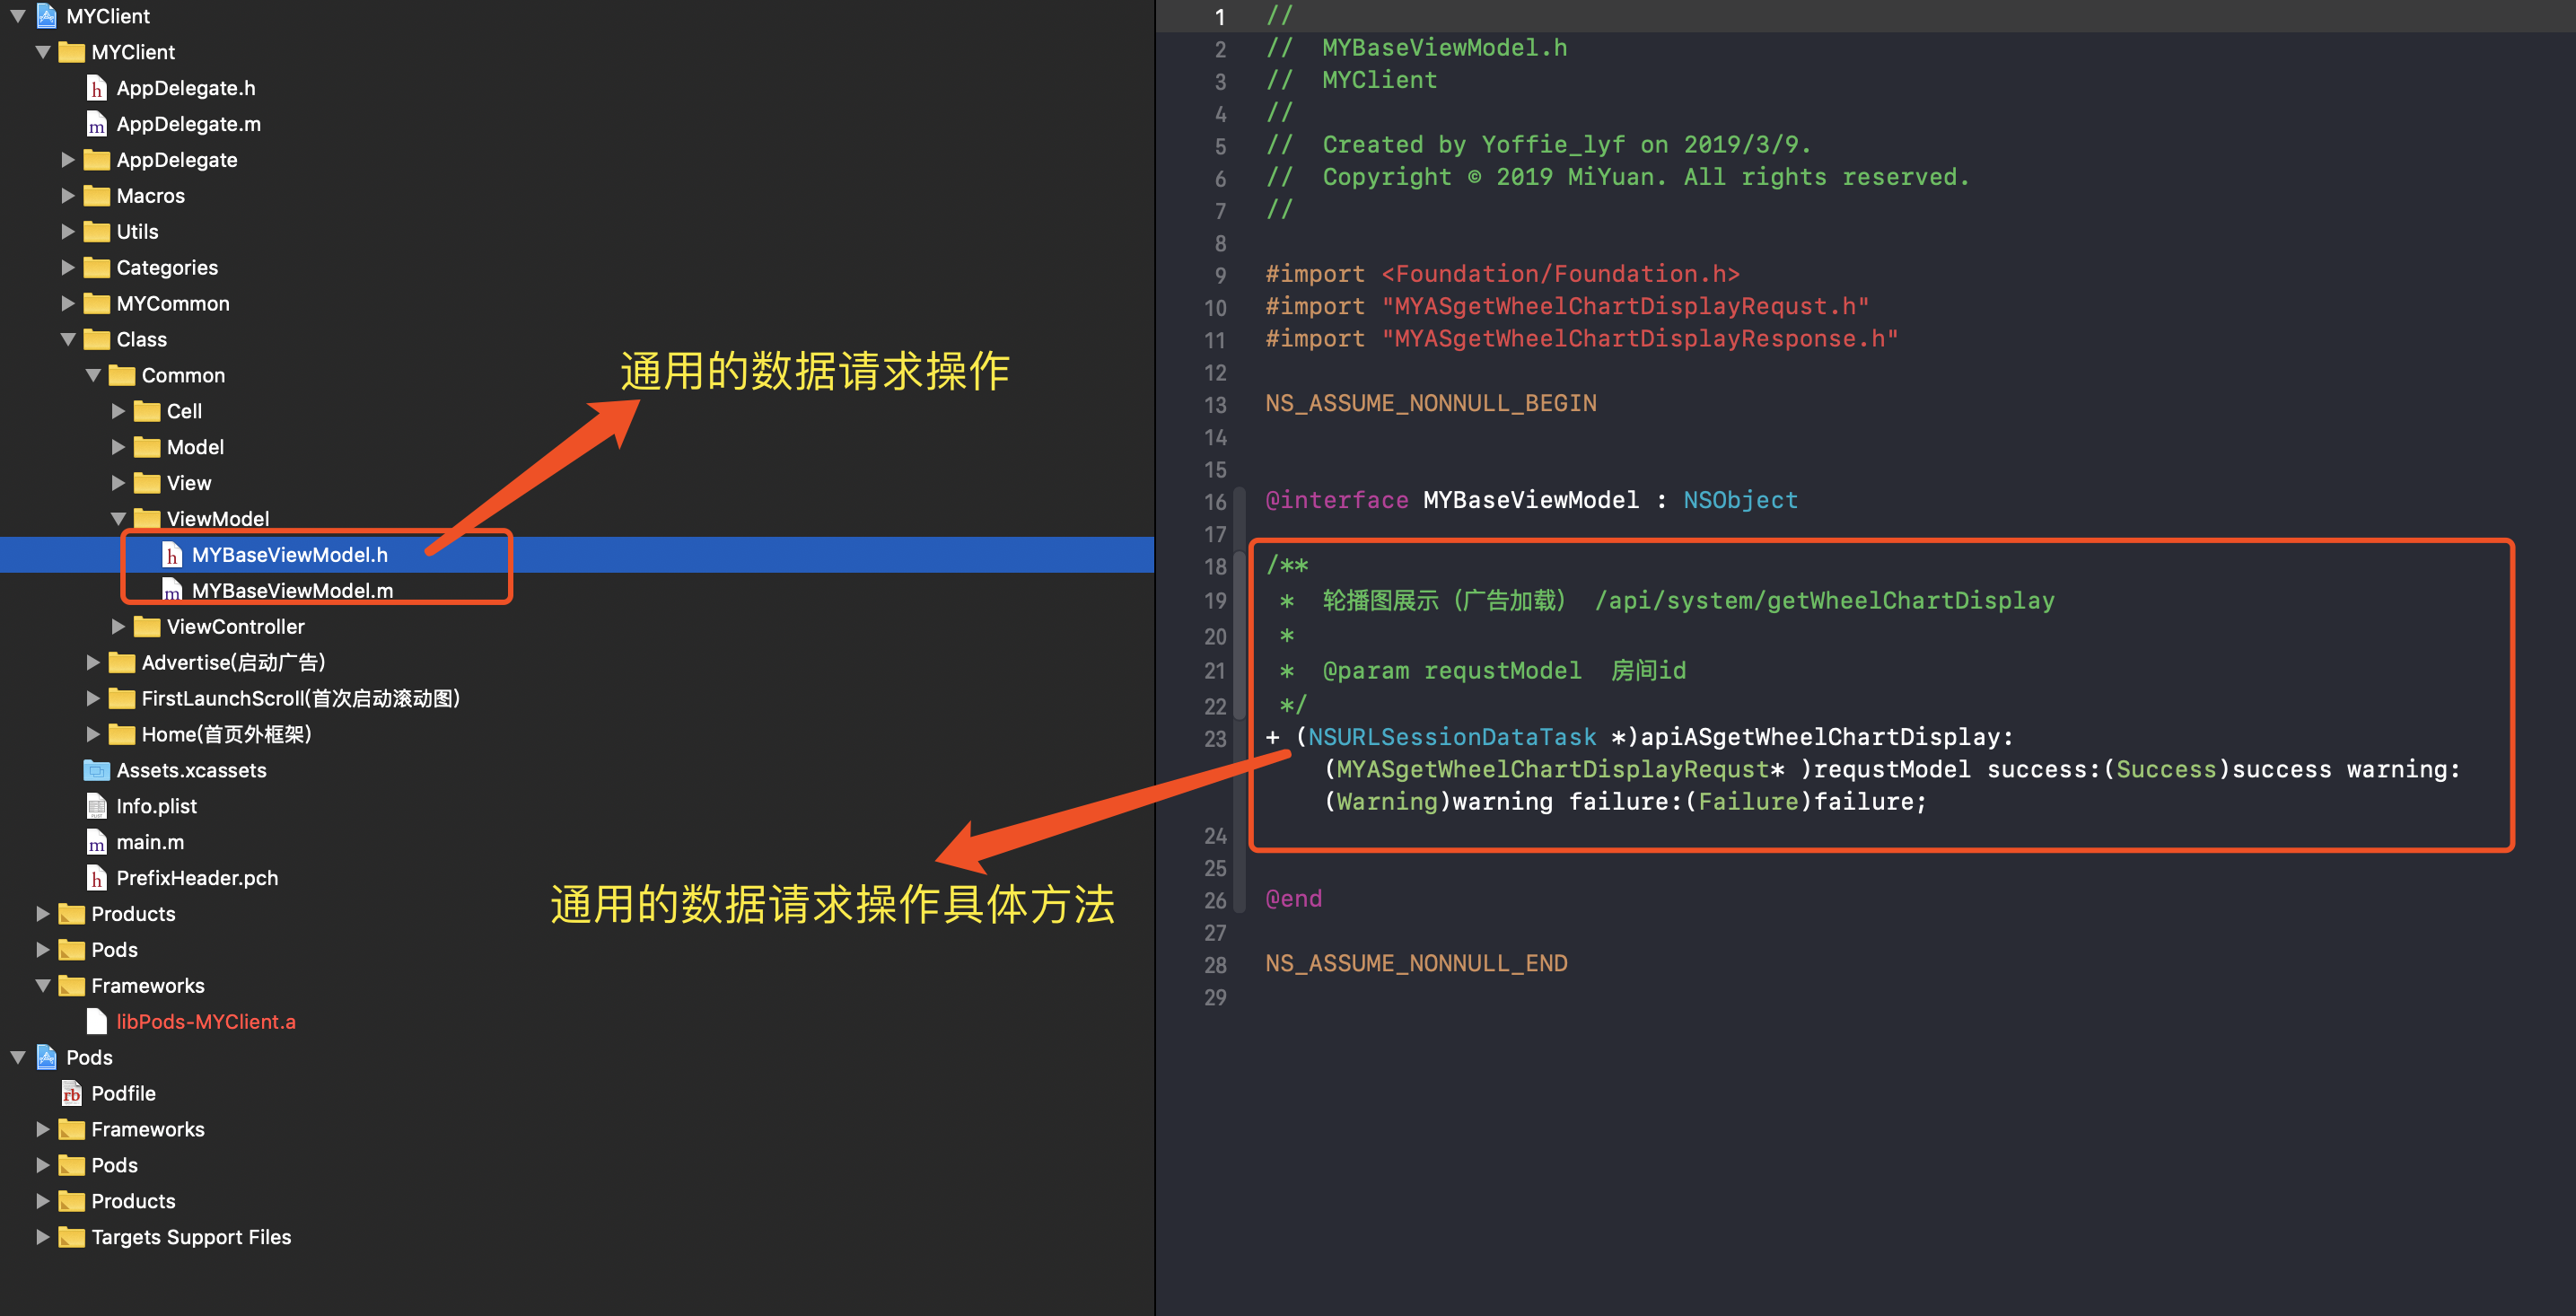 MYClient
MYClient
AppDelegate.h
AppDelegate.m
AppDelegate
Macros
Utils
Categories
MYCommon
Class
Common
Cell
Model
View
ViewModel
MYBaseViewModel.h
MYBaseViewModel.m
ViewController
Advertise(启动广告)
FirstLaunchScroll(首次启动滚动图)
Home(首页外框架)
Assets.xcassets
Info.plist
main.m
PrefixHeader.pch
Products
Pods
Frameworks
libPods-MYClient.a
Pods
Podfile
Frameworks
Pods
Products
Targets Support Files
通用的数据请求操作
通用的数据请求操作具体方法
1 //
2 //  MYBaseViewModel.h
3 //  MYClient
4 //
5 //  Created by Yoffie_lyf on 2019/3/9.
6 //  Copyright © 2019 MiYuan. All rights reserved.
7 //
8
9 #import <Foundation/Foundation.h>
10 #import "MYASgetWheelChartDisplayRequst.h"
11 #import "MYASgetWheelChartDisplayResponse.h"
12
13 NS_ASSUME_NONNULL_BEGIN
14
15
16 @interface MYBaseViewModel : NSObject
17
18 /**
19  *  轮播图展示（广告加载） /api/system/getWheelChartDisplay
20  *
21  *  @param requstModel  房间id
22  */
23 + (NSURLSessionDataTask *)apiASgetWheelChartDisplay:
(MYASgetWheelChartDisplayRequst* )requstModel success:(Success)success warning:
(Warning)warning failure:(Failure)failure;
24
25
26 @end
27
28 NS_ASSUME_NONNULL_END
29